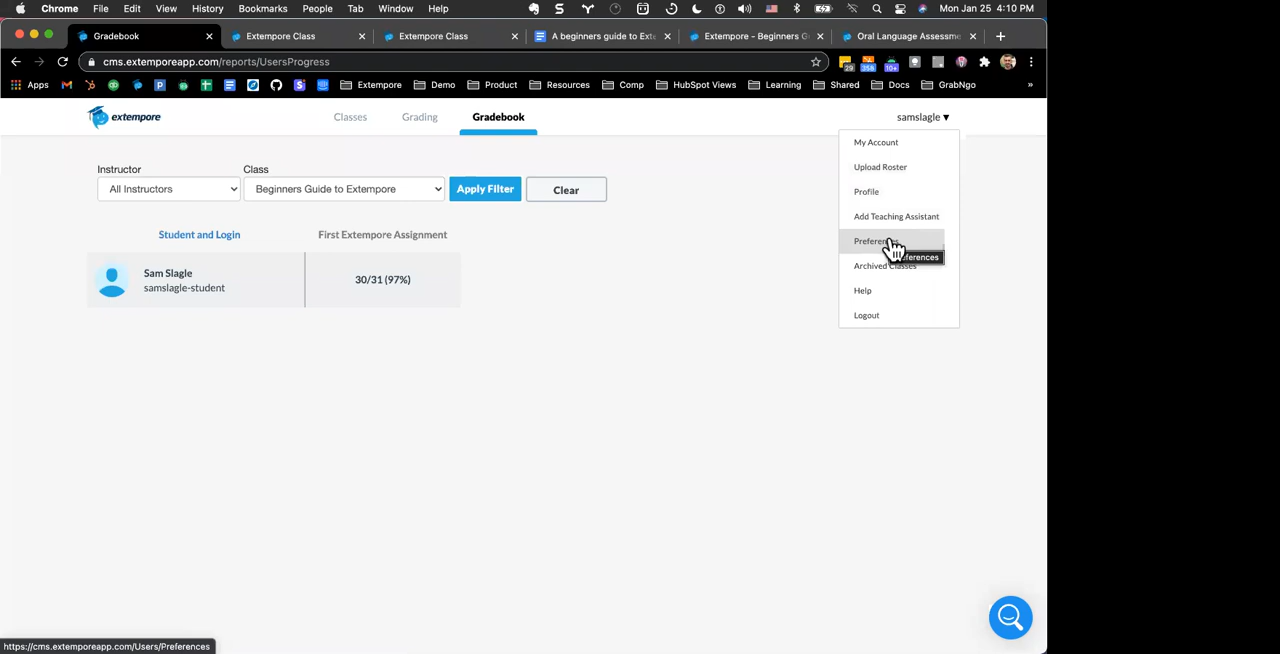 Chrome File Edit View History Bookmarks People Tab Window Help Mon Jan 25 4:10 PM
Gradebook Extempore Class Extempore Class A beginners guide to Exte Extempore - Beginners G Oral Language Assessme
cms.extemporeapp.com/reports/UsersProgress 29 358 10+
Apps Extempore Demo Product Resources Comp HubSpot Views Learning Shared Docs GrabNgo »
extempore Classes Grading Gradebook samslagle ▼
My Account
Upload Roster
Profile
Add Teaching Assistant
Preferences
Archived Classes
Help
Logout
Instructor Class
All Instructors Beginners Guide to Extempore Apply Filter Clear
Student and Login First Extempore Assignment
Sam Slagle
samslagle-student
30/31 (97%)
https://cms.extemporeapp.com/Users/Preferences